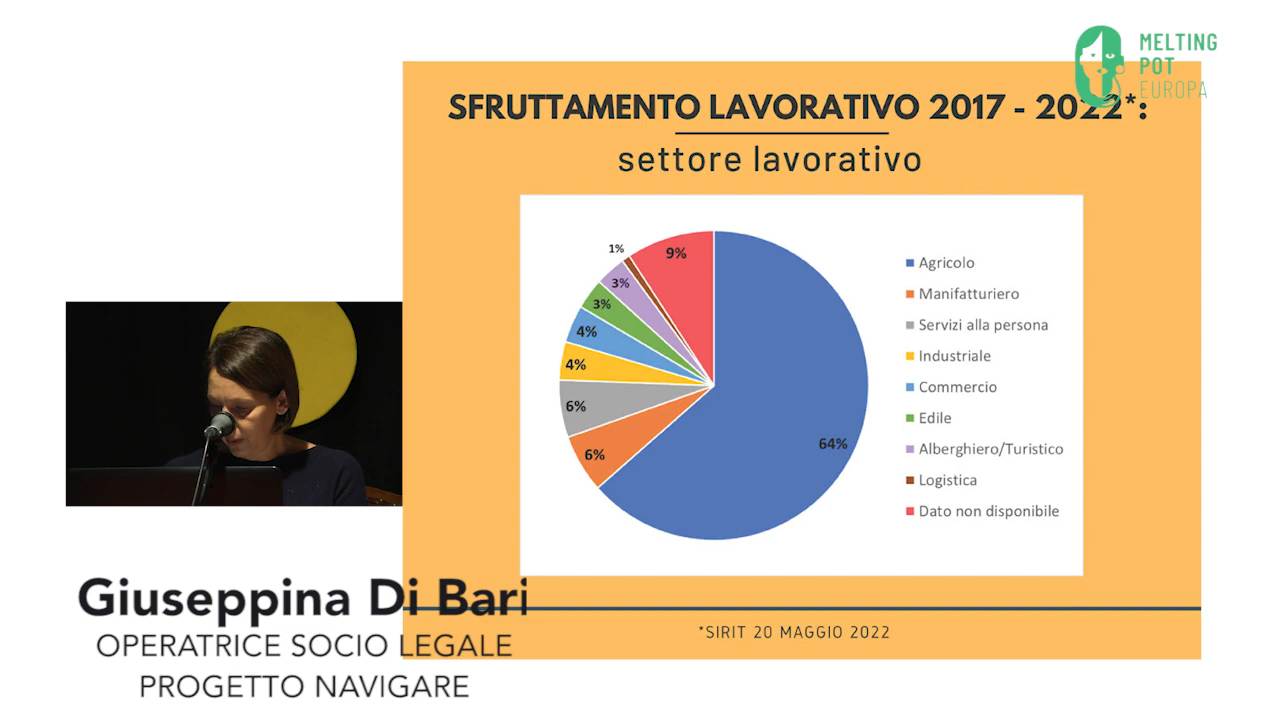 MELTING
POT
EUROPA
SFRUTTAMENTO LAVORATIVO 2017 - 2022*:
settore lavorativo
1%
9%
3%
3%
4%
4%
6%
6%
64%
Agricolo
Manifatturiero
Servizi alla persona
Industriale
Commercio
Edile
Alberghiero/Turistico
Logistica
Dato non disponibile
Giuseppina Di Bari
OPERATRICE SOCIO LEGALE
PROGETTO NAVIGARE
*SIRIT 20 MAGGIO 2022